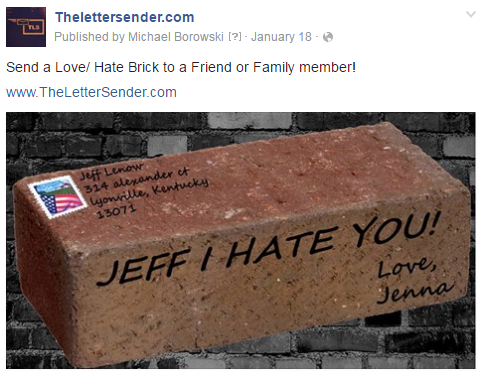 Thelettersender.com
Published by Michael Borowski [?] · January 18 ·
Send a Love/ Hate Brick to a Friend or Family member!
www.TheLetterSender.com
TLS
Jeff Lenow
314 alexander ct
Lyonville, Kentucky
13071
JEFF I HATE YOU!
Love,
Jenna